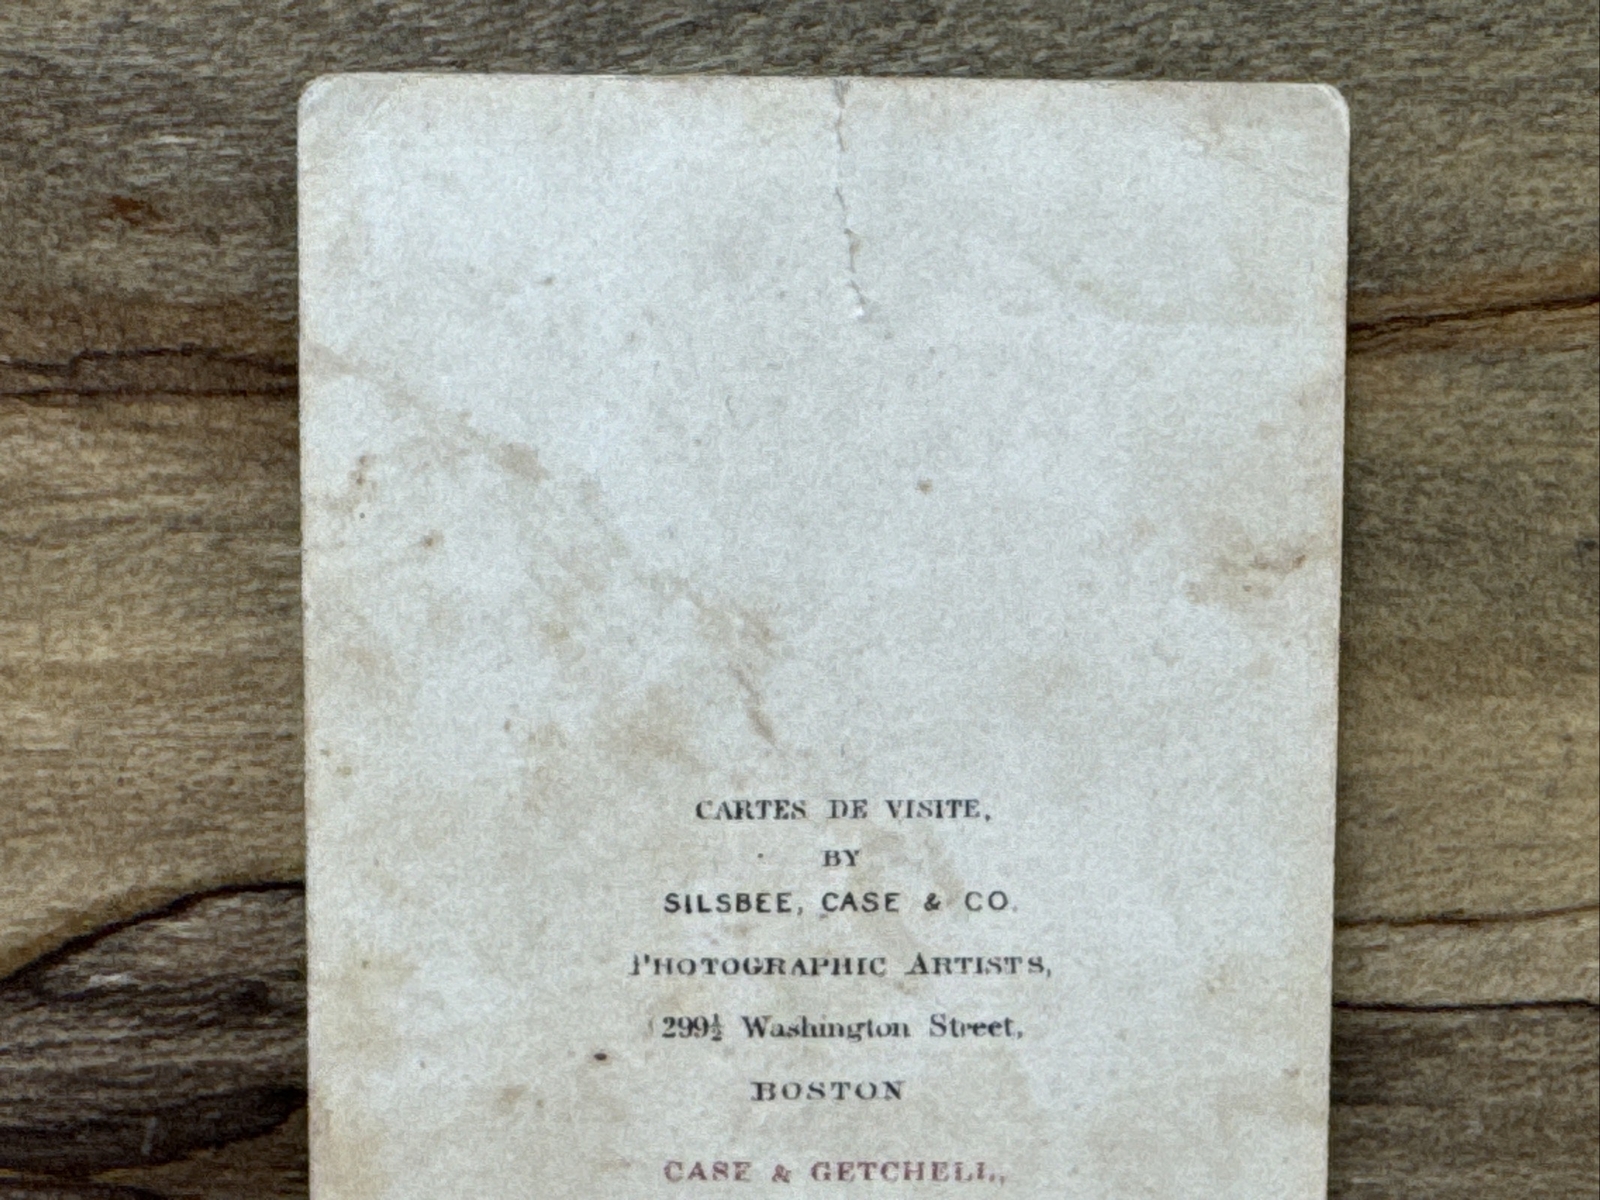 CARTES DE VISITE,
BY
SILSBEE, CASE & CO.
PHOTOGRAPHIC ARTISTS,
299½ Washington Street,
BOSTON
CASE & GETCHELL,